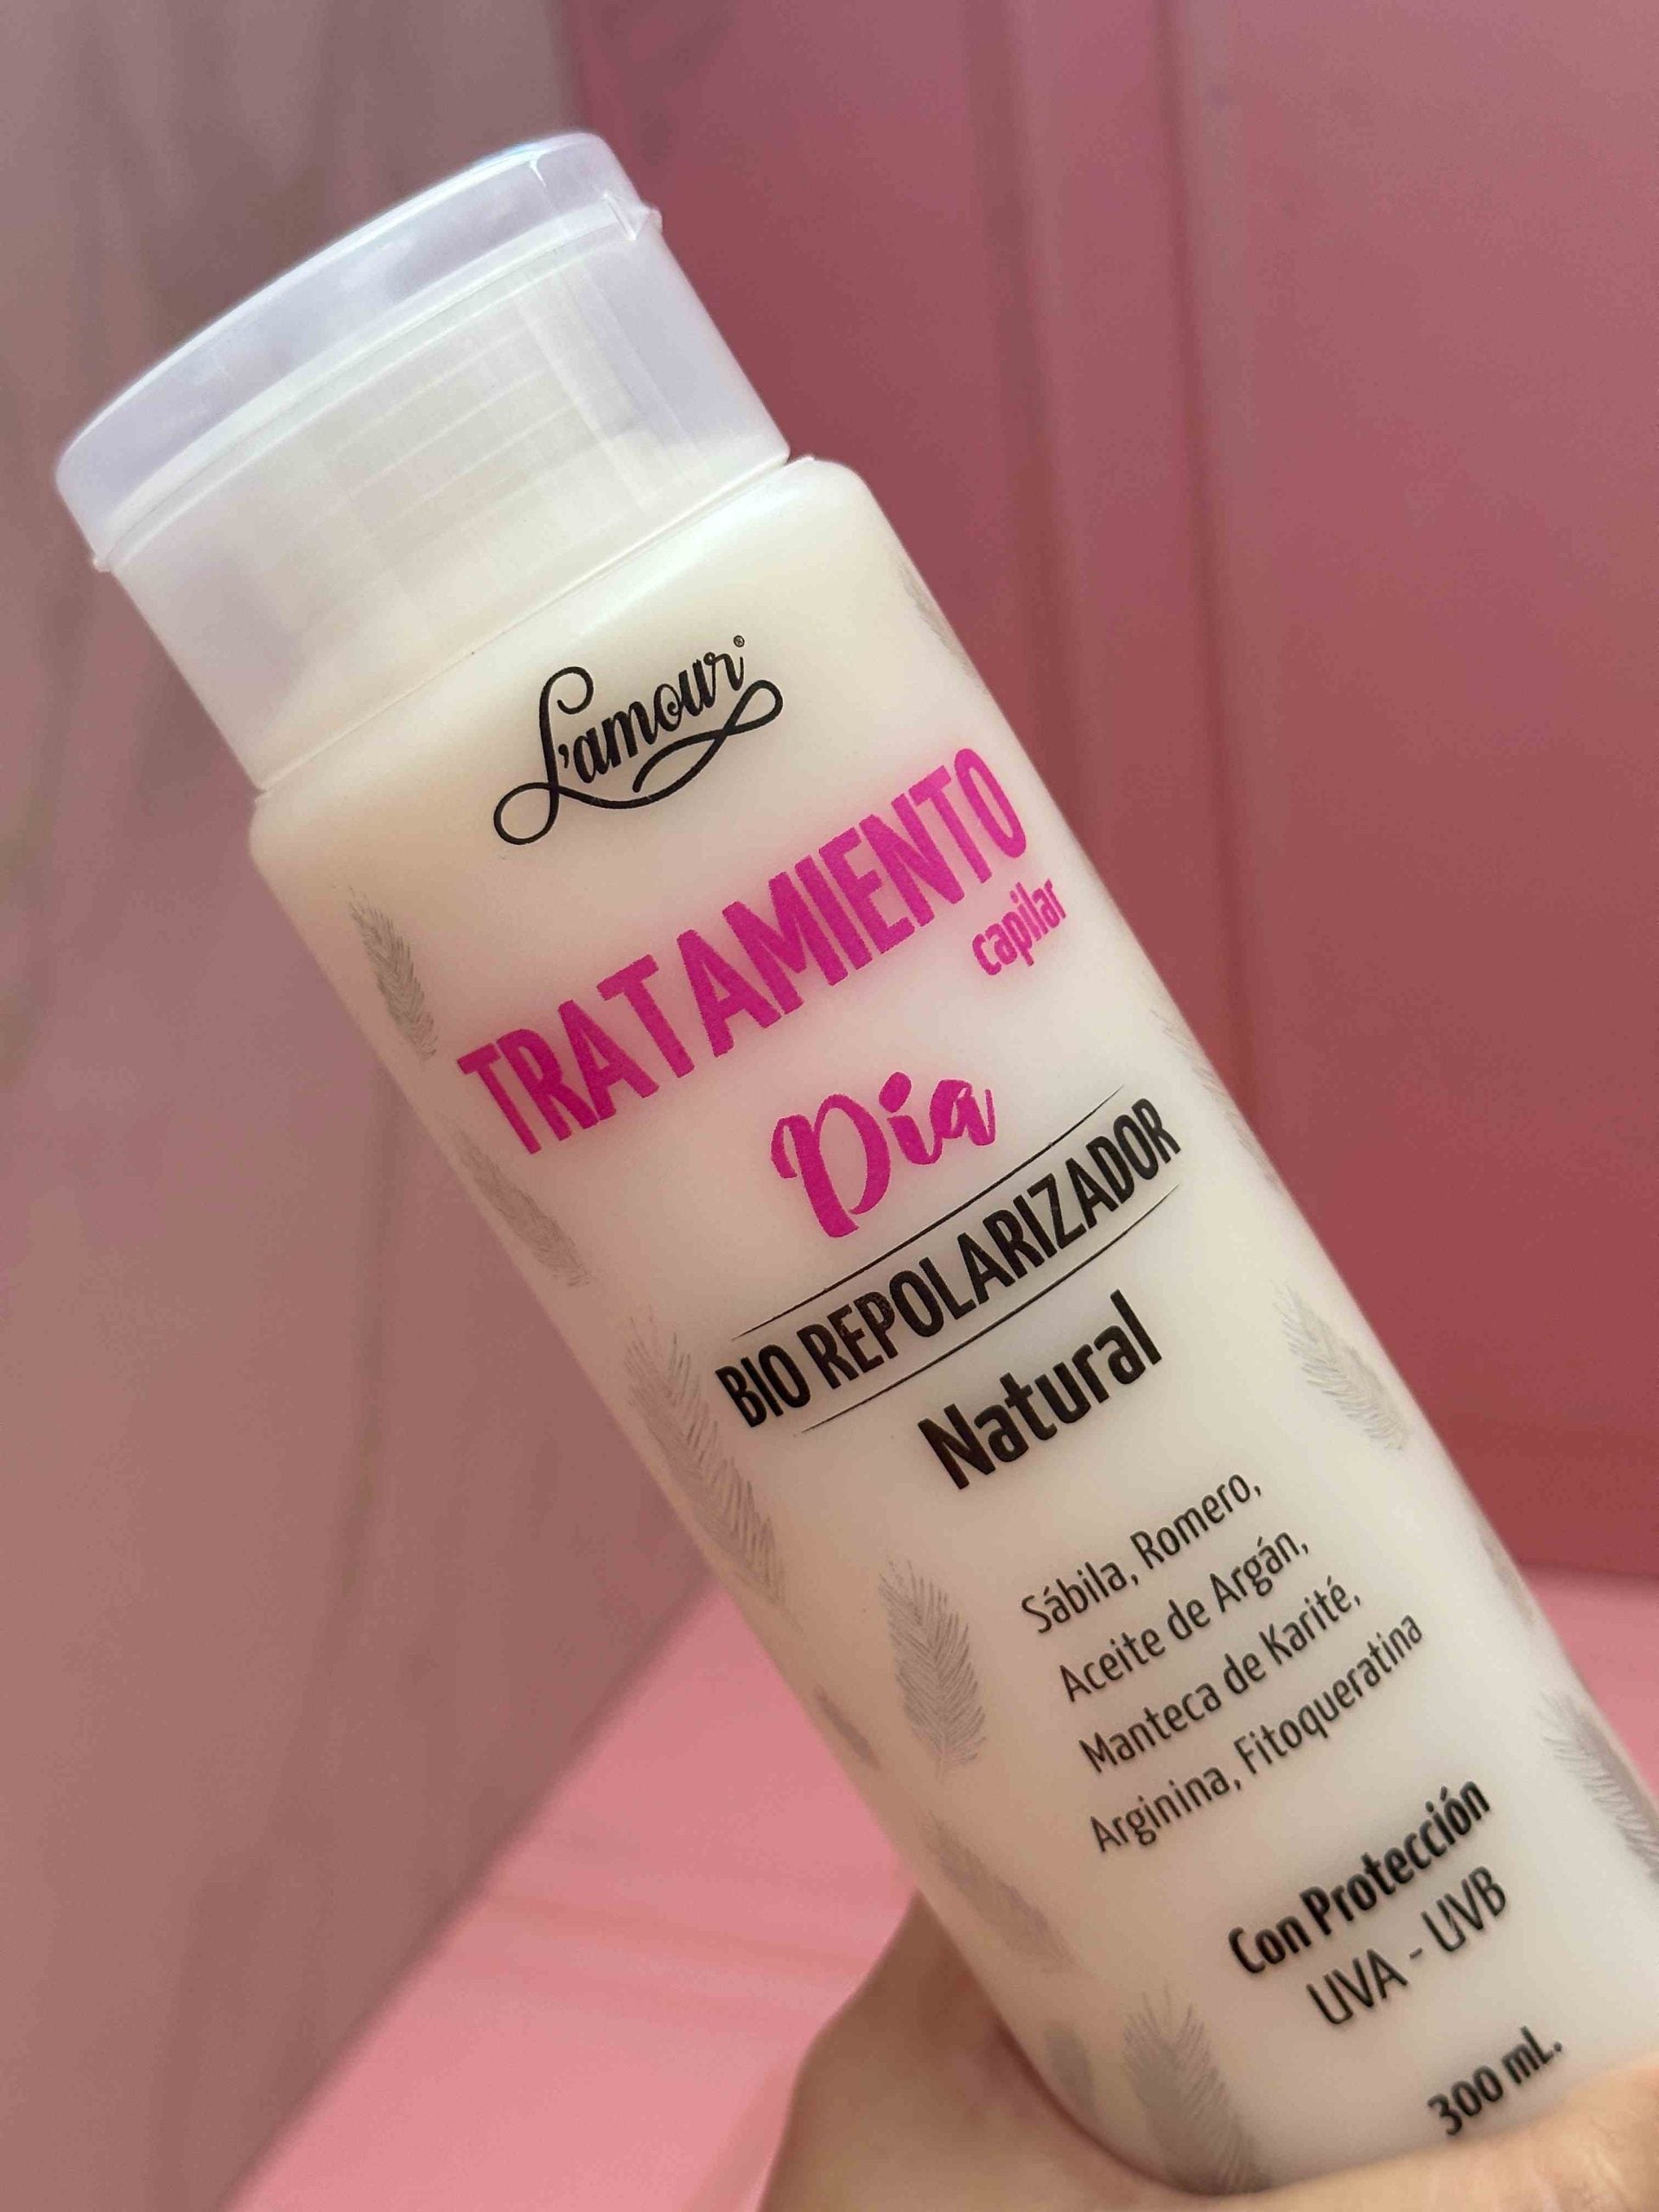 L'amour®
TRATAMIENTO
capilar
Día
BIO REPOLARIZADOR
Natural
Sábila, Romero,
Aceite de Argán,
Manteca de Karité,
Arginina, Fitoqueratina
Con Protección
UVA - UVB
300 mL.